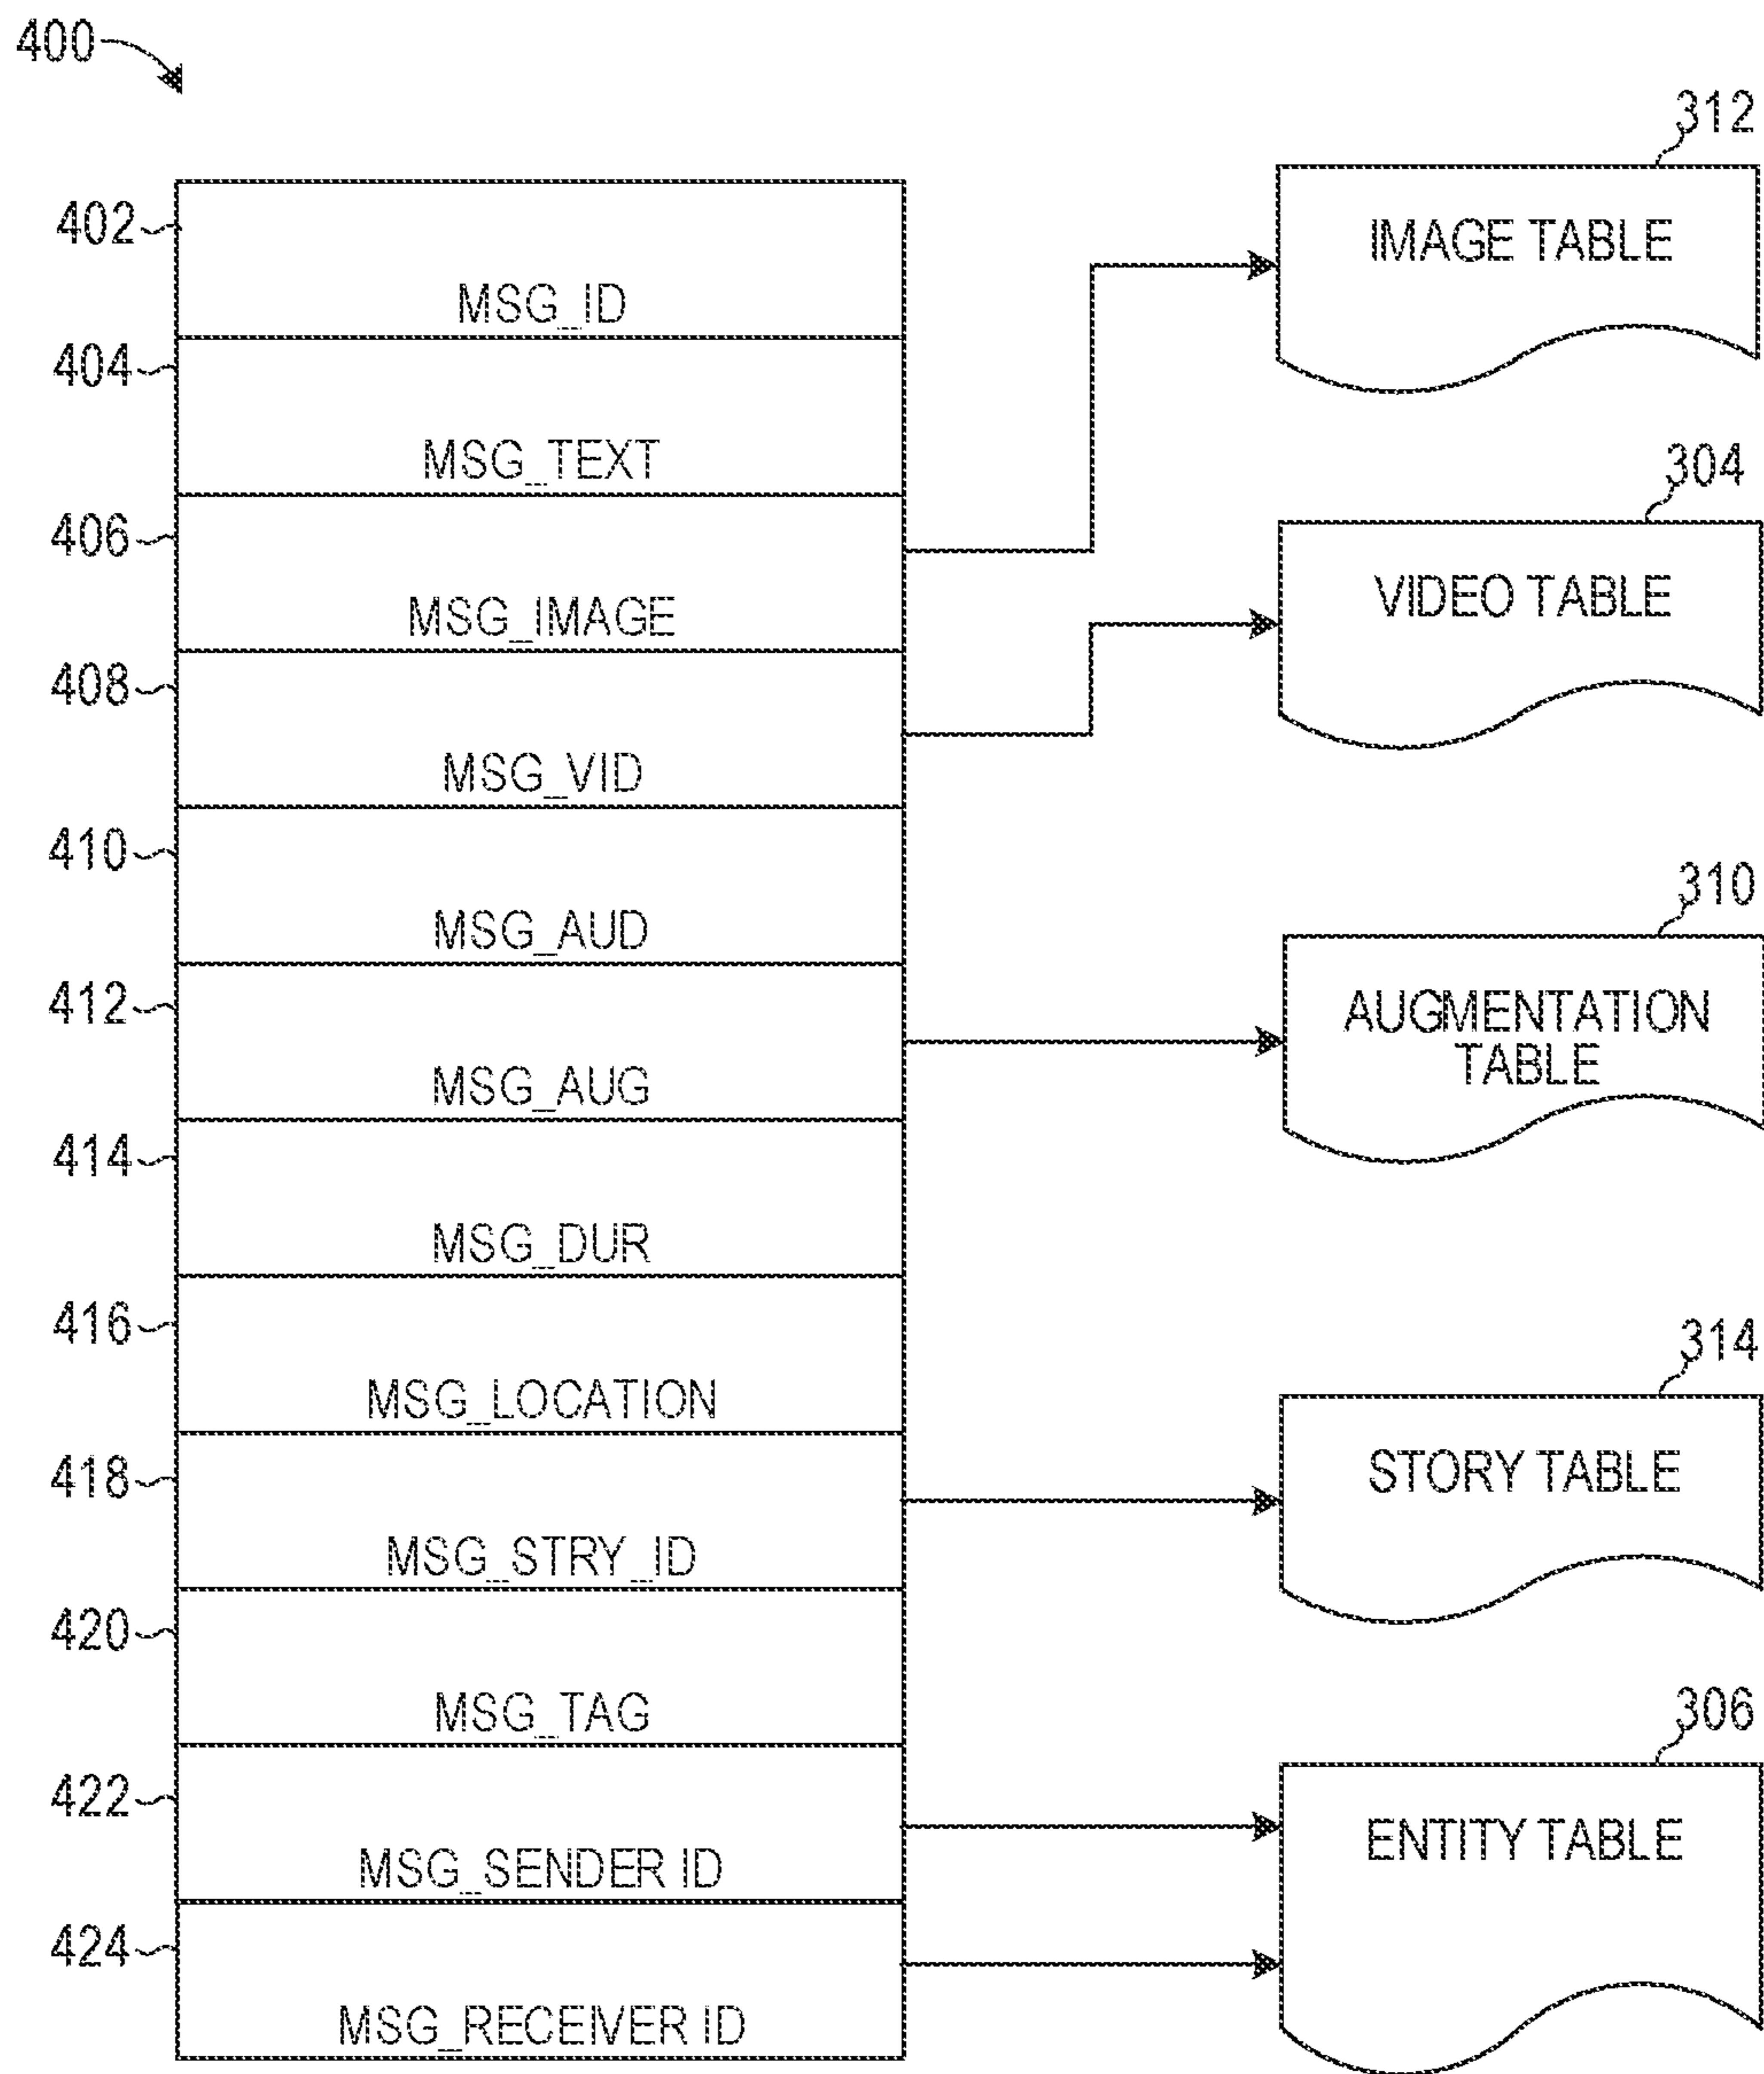 400
312
402
IMAGE TABLE
MSG_ID
404
MSG_TEXT
304
406
VIDEO TABLE
MSG_IMAGE
408
MSG_VID
410
310
MSG_AUD
412
AUGMENTATION
TABLE
MSG_AUG
414
MSG_DUR
416
314
MSG_LOCATION
418
STORY TABLE
MSG_STRY_ID
420
MSG_TAG
306
422
ENTITY TABLE
MSG_SENDER ID
424
MSG_RECEIVER ID